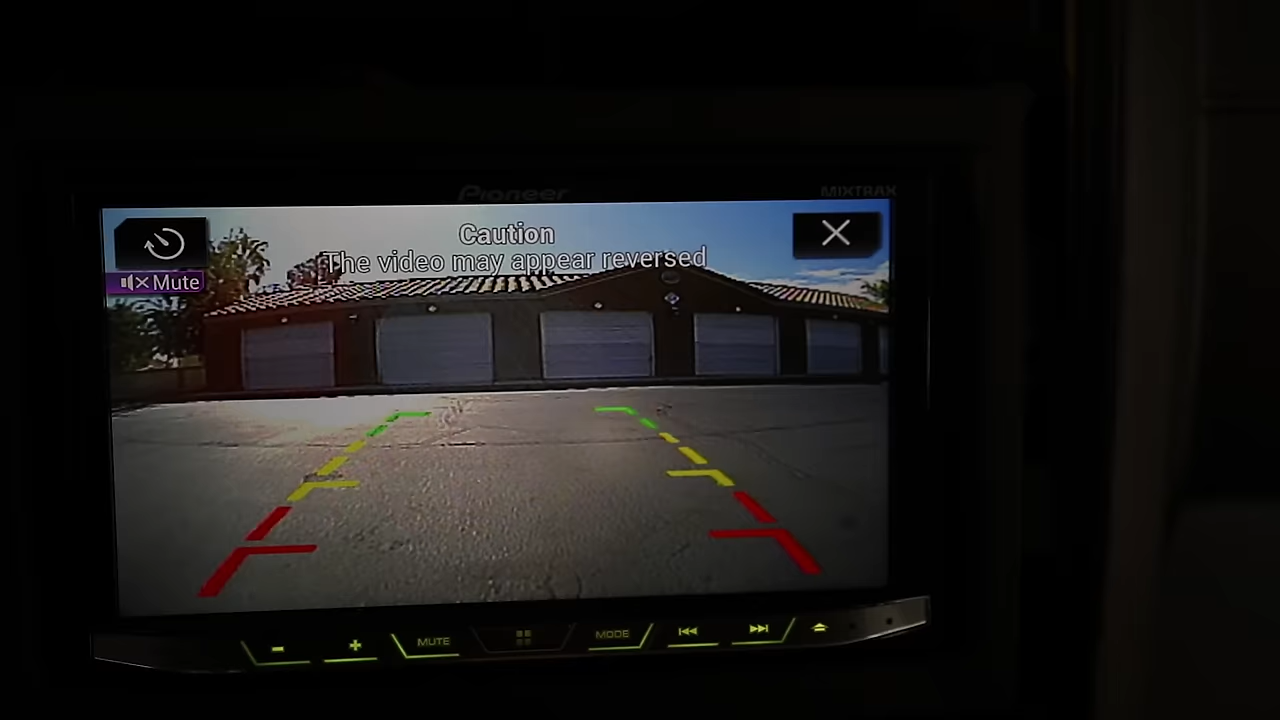 Pioneer
MIXTRAX
Caution
The video may appear reversed
Mute
MUTE
MODE